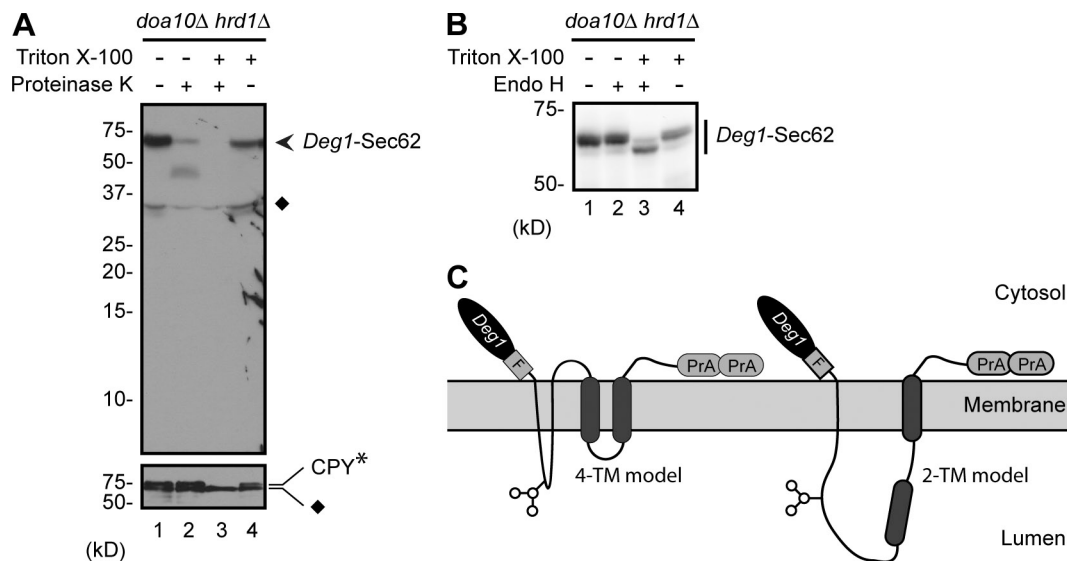 A
doa10Δ hrd1Δ
Triton X-100 - - + +
Proteinase K - + + -
75-
50-
37-
25-
20-
15-
10-
Deg1-Sec62
75-
50-
CPY*
1 2 3 4
(kD)
B
doa10Δ hrd1Δ
Triton X-100 - - + +
Endo H - + + -
75-
50-
Deg1-Sec62
1 2 3 4
(kD)
C
Cytosol
Deg1
F
PrA PrA
Deg1
F
PrA PrA
Membrane
4-TM model
2-TM model
Lumen